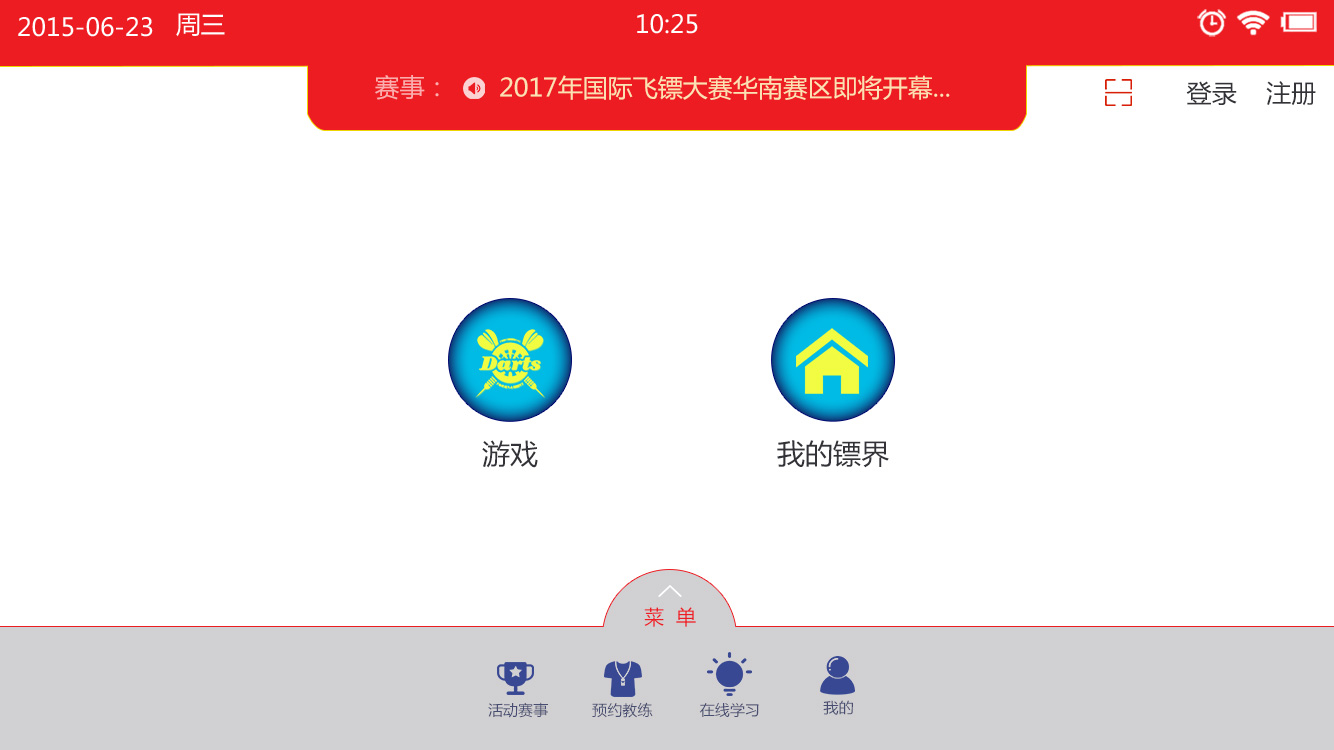 2015-06-23 周三 10:25
赛事： 2017年国际飞镖大赛华南赛区即将开幕...
登录 注册
Darts
游戏 我的镖界
菜 单
活动赛事 预约教练 在线学习 我的